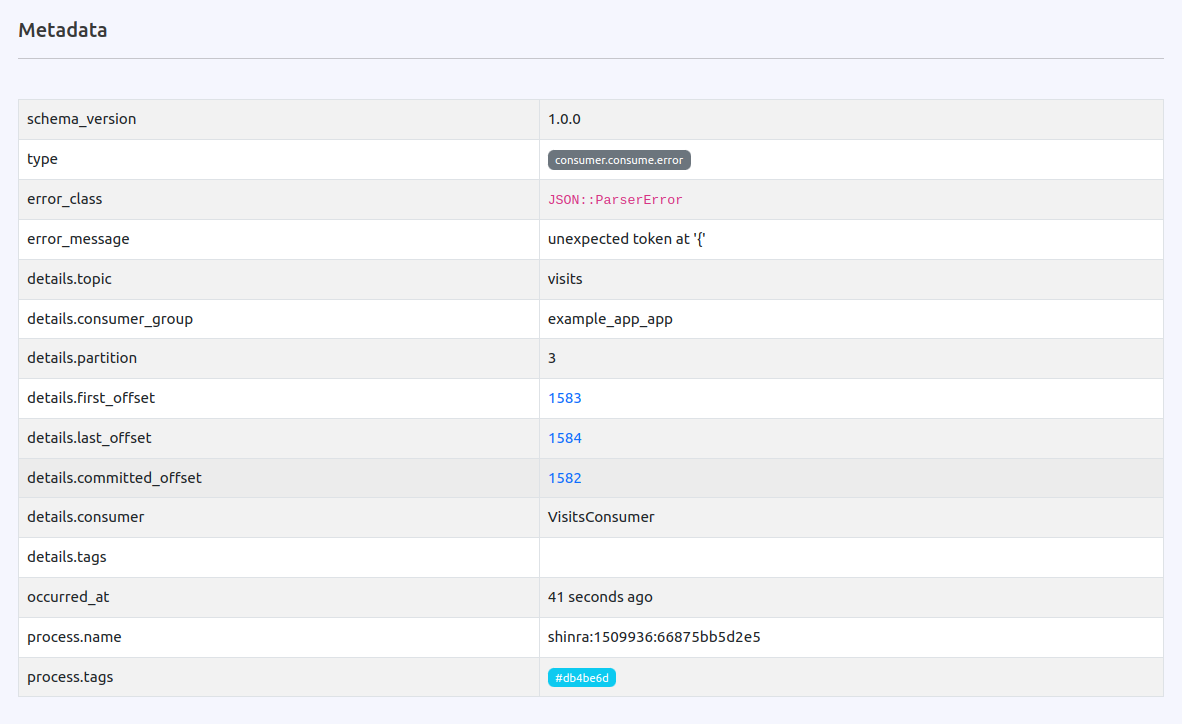 Metadata
schema_version 1.0.0
type consumer.consume.error
error_class JSON::ParserError
error_message unexpected token at '{'
details.topic visits
details.consumer_group example_app_app
details.partition 3
details.first_offset 1583
details.last_offset 1584
details.committed_offset 1582
details.consumer VisitsConsumer
details.tags
occurred_at 41 seconds ago
process.name shinra:1509936:66875bb5d2e5
process.tags #db4be6d